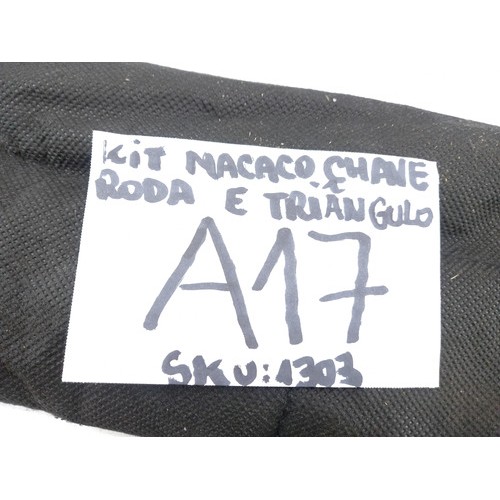 KIT MACACO CHAVE
RODA E TRIÂNGULO
A17
SKU:1303